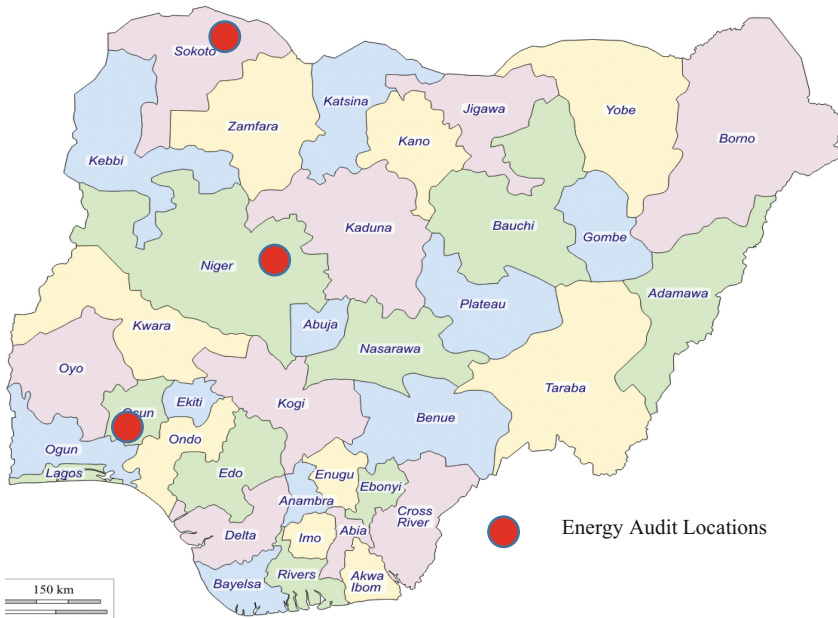 Sokoto
Katsina
Jigawa
Yobe
Borno
Zamfara
Kano
Kebbi
Kaduna
Bauchi
Gombe
Niger
Adamawa
Plateau
Abuja
Kwara
Nasarawa
Oyo
Taraba
Ekiti
Kogi
Osun
Benue
Ondo
Ogun
Edo
Enugu
Lagos
Ebonyi
Anambra
Cross
River
Energy Audit Locations
Delta
Imo
Abia
Rivers
Akwa
Ibom
Bayelsa
150 km